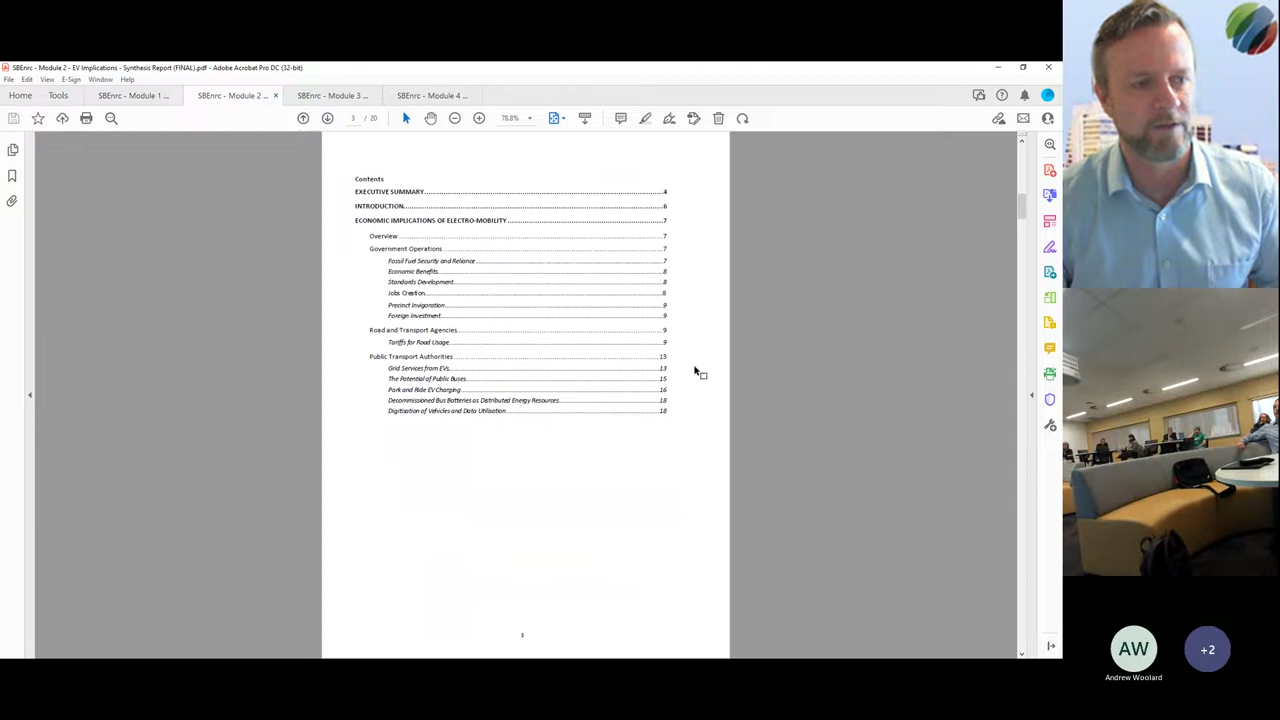 SBEnrc - Module 2 - EV Implications - Synthesis Report (FINAL).pdf - Adobe Acrobat Pro DC (32-bit)
File Edit View E-Sign Window Help
Home Tools SBEnrc - Module 1 ... SBEnrc - Module 2 ... × SBEnrc - Module 3 ... SBEnrc - Module 4 ...
3 / 20 78.8%
Contents
EXECUTIVE SUMMARY 4
INTRODUCTION 6
ECONOMIC IMPLICATIONS OF ELECTRO-MOBILITY 7
Overview 7
Government Operations 7
Fossil Fuel Security and Reliance 7
Economic Benefits 8
Standards Development 8
Jobs Creation 8
Precinct Invigoration 9
Foreign Investment 9
Road and Transport Agencies 9
Tariffs for Road Usage 9
Public Transport Authorities 13
Grid Services from EVs 13
The Potential of Public Buses 15
Park and Ride EV Charging 16
Decommissioned Bus Batteries as Distributed Energy Resources 18
Digitisation of Vehicles and Data Utilisation 18
3
AW
+2
Andrew Woolard